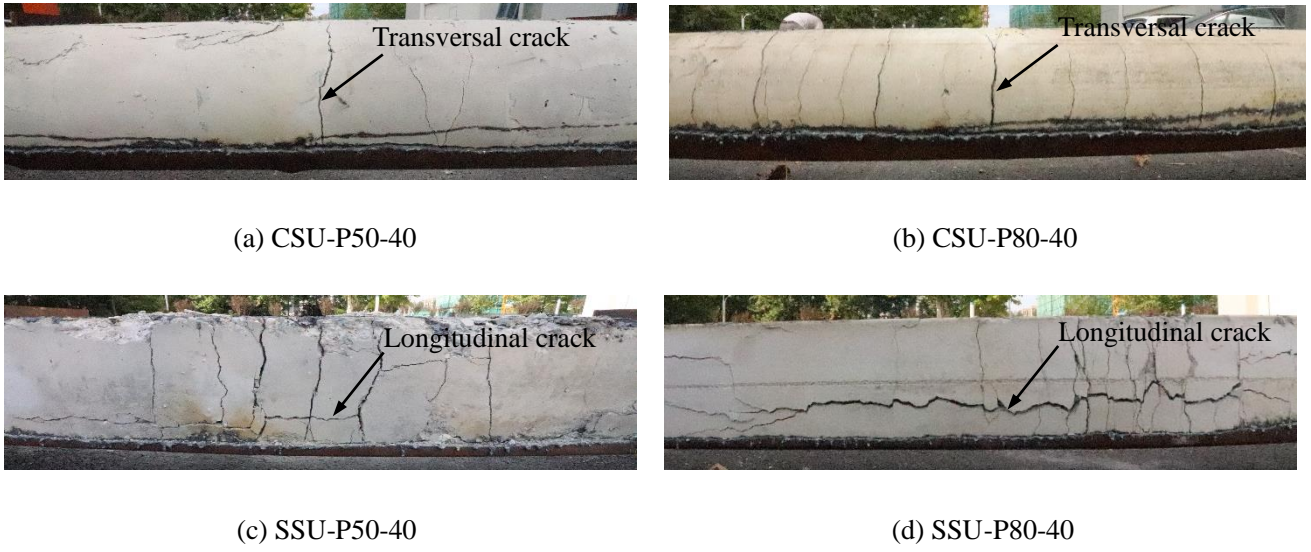 Transversal crack
Transversal crack
(a) CSU-P50-40
(b) CSU-P80-40
Longitudinal crack
Longitudinal crack
(c) SSU-P50-40
(d) SSU-P80-40